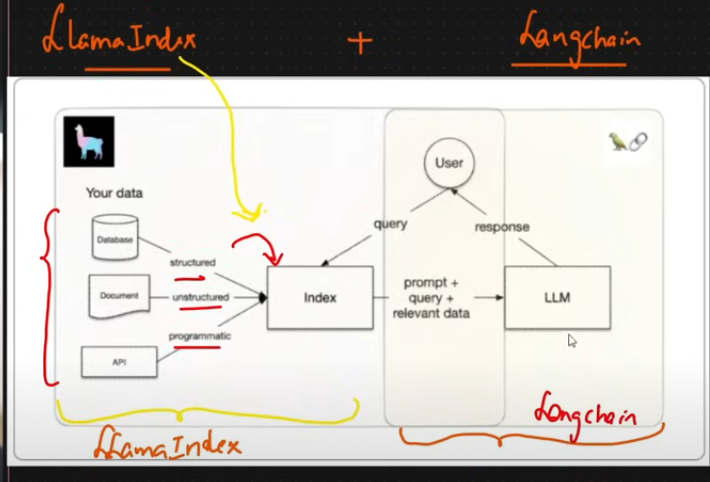 LlamaIndex + Langchain
User
Your data
Database
query
response
structured
Document
unstructured
Index
prompt +
query +
relevant data
LLM
programmatic
API
Longchain
LLamaIndex